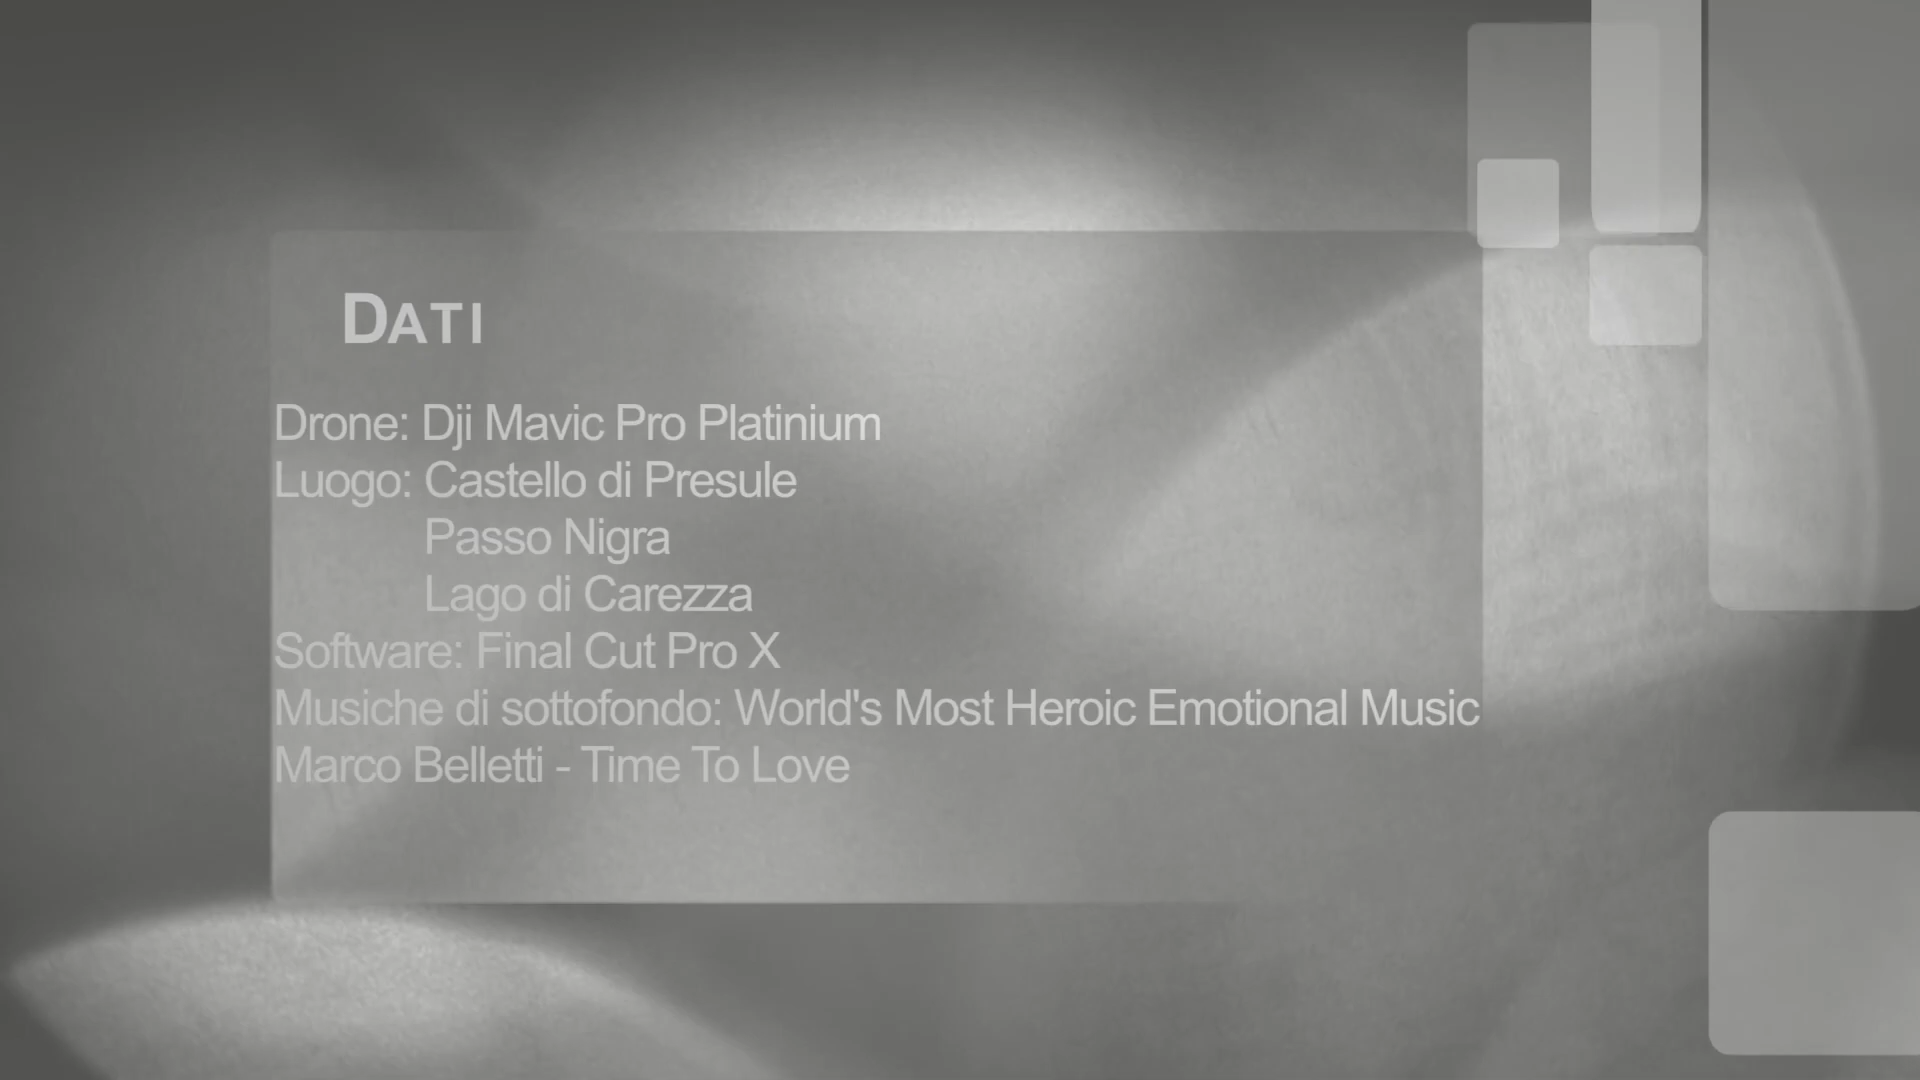 DATI
Drone: Dji Mavic Pro Platinium
Luogo: Castello di Presule
Passo Nigra
Lago di Carezza
Software: Final Cut Pro X
Musiche di sottofondo: World's Most Heroic Emotional Music
Marco Belletti - Time To Love